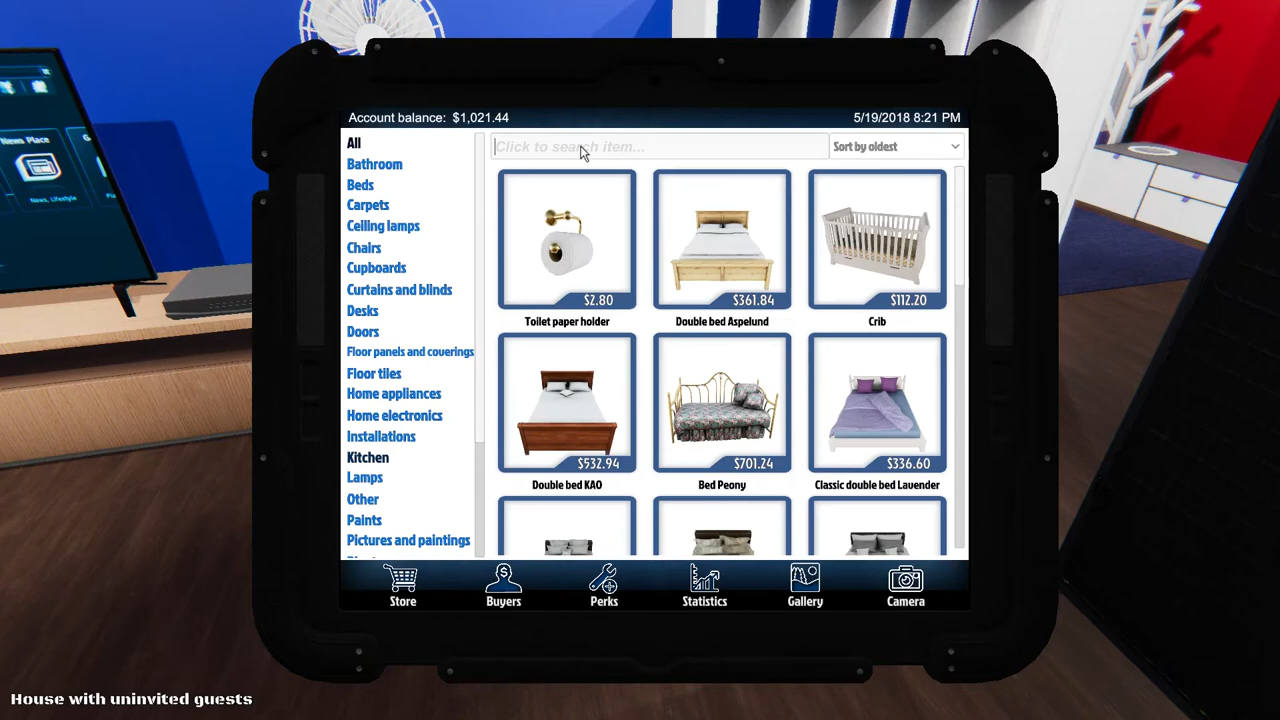 Account balance: $1,021.44
5/19/2018 8:21 PM
All
Bathroom
Beds
Carpets
Ceiling lamps
Chairs
Cupboards
Curtains and blinds
Desks
Doors
Floor panels and coverings
Floor tiles
Home appliances
Home electronics
Installations
Kitchen
Lamps
Other
Paints
Pictures and paintings
Click to search item...
Sort by oldest
$2.80
$361.84
$112.20
Toilet paper holder
Double bed Aspelund
Crib
$532.94
$701.24
$336.60
Double bed KAO
Bed Peony
Classic double bed Lavender
Store
Buyers
Perks
Statistics
Gallery
Camera
News Place
News, Lifestyle
House with uninvited guests